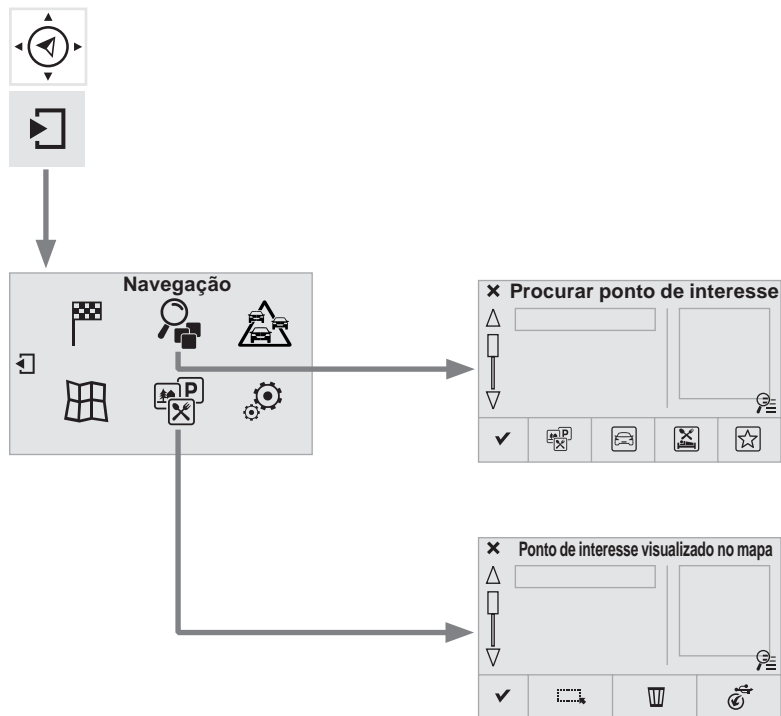 Navegação
Procurar ponto de interesse
P
P
Ponto de interesse visualizado no mapa